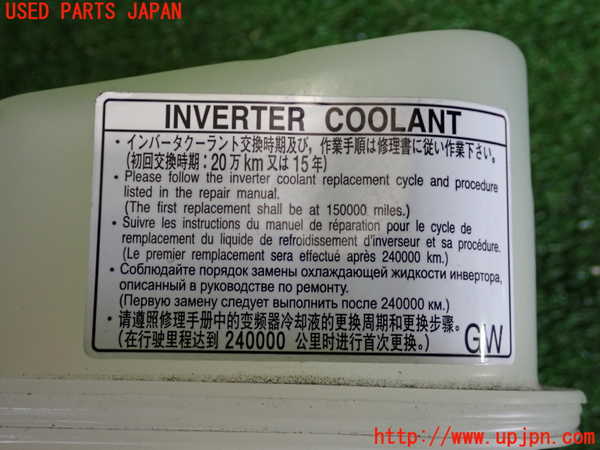 USED PARTS JAPAN
INVERTER COOLANT
・インバータクーラント交換時期及び，作業手順は修理書に従い作業下さい。
(初回交換時期：20万km又は15年)
• Please follow the inverter coolant replacement cycle and procedure
listed in the repair manual.
(The first replacement shall be at 150000 miles.)
• Suivre les instructions du manuel de réparation pour le cycle de
remplacement du liquide de refroidissement d'inverseur et sa procédure.
(Le premier remplacement sera effectué après 240000 km.)
• Соблюдайте порядок замены охлаждающей жидкости инвертора,
описанный в руководстве по ремонту.
(Первую замену следует выполнить после 240000 км.)
・请遵照修理手册中的变频器冷却液的更换周期和更换步骤。
(在行驶里程达到 240000 公里时进行首次更换。)
GW
http://www.upjpn.com/